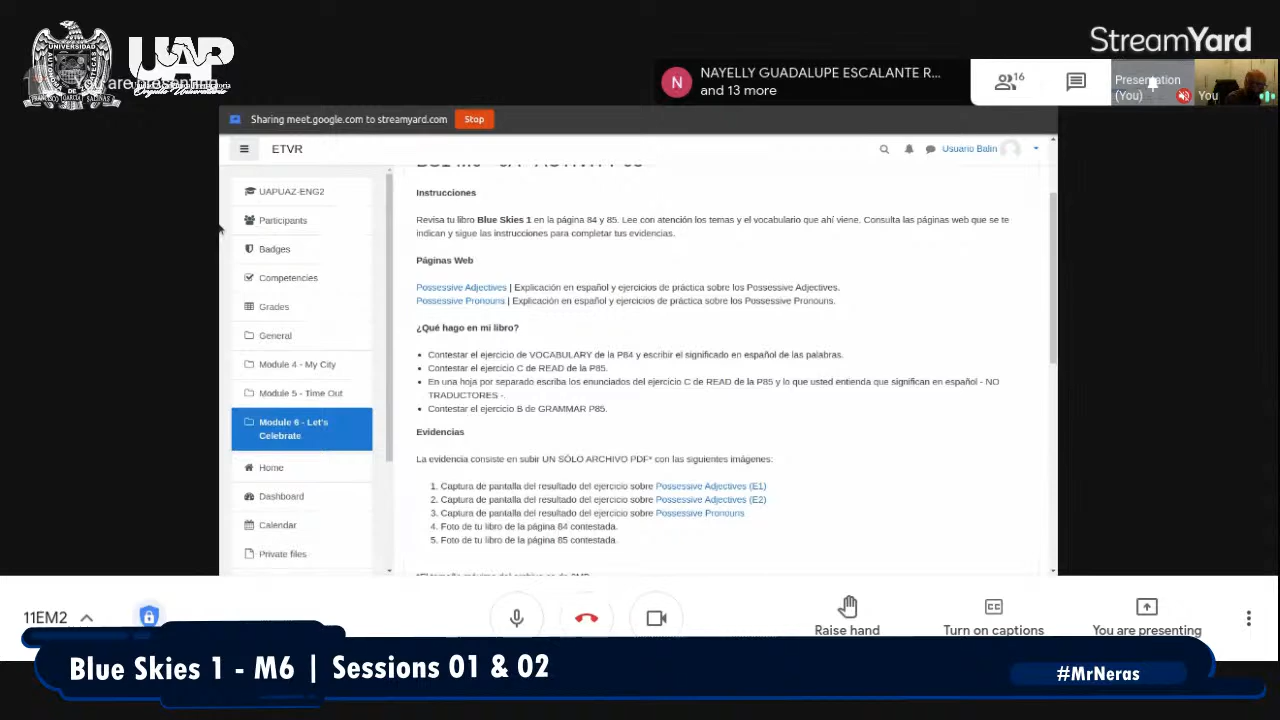 UNIVERSIDAD
FRANCISCO GARCÍA SALINAS
UAP
You are presenting
StreamYard
N
NAYELLY GUADALUPE ESCALANTE R...
and 13 more
16
Presentation
(You)
You
Sharing meet.google.com to streamyard.com
Stop
ETVR
Usuario Balin
UAPUAZ-ENG2
Participants
Badges
Competencies
Grades
General
Module 4 - My City
Module 5 - Time Out
Module 6 - Let's
Celebrate
Home
Dashboard
Calendar
Private files
Instrucciones
Revisa tu libro Blue Skies 1 en la página 84 y 85. Lee con atención los temas y el vocabulario que ahí viene. Consulta las páginas web que se te
indican y sigue las instrucciones para completar tus evidencias.
Páginas Web
Possessive Adjectives | Explicación en español y ejercicios de práctica sobre los Possessive Adjectives.
Possessive Pronouns | Explicación en español y ejercicios de práctica sobre los Possessive Pronouns.
¿Qué hago en mi libro?
• Contestar el ejercicio de VOCABULARY de la P84 y escribir el significado en español de las palabras.
• Contestar el ejercicio C de READ de la P85.
• En una hoja por separado escriba los enunciados del ejercicio C de READ de la P85 y lo que usted entienda que significan en español - NO
TRADUCTORES -.
• Contestar el ejercicio B de GRAMMAR P85.
Evidencias
La evidencia consiste en subir UN SÓLO ARCHIVO PDF* con las siguientes imágenes:
1. Captura de pantalla del resultado del ejercicio sobre Possessive Adjectives (E1)
2. Captura de pantalla del resultado del ejercicio sobre Possessive Adjectives (E2)
3. Captura de pantalla del resultado del ejercicio sobre Possessive Pronouns
4. Foto de tu libro de la página 84 contestada.
5. Foto de tu libro de la página 85 contestada.
11EM2
Raise hand
Turn on captions
You are presenting
Blue Skies 1 - M6 | Sessions 01 & 02
#MrNeras